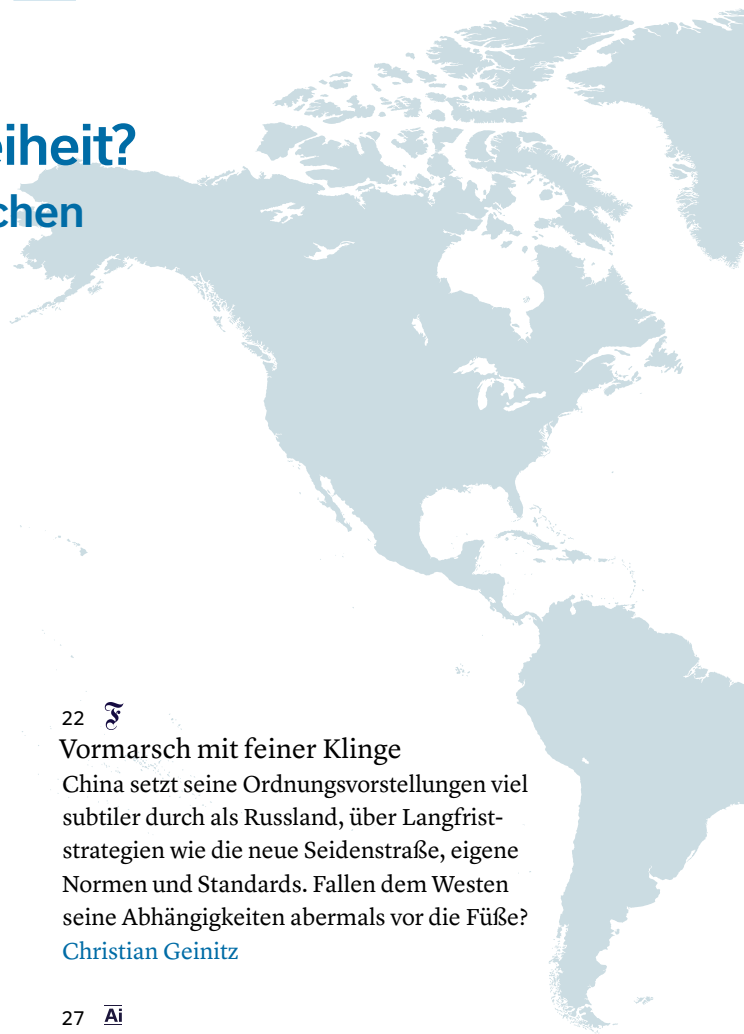 eiheit?
chen
22 F
Vormarsch mit feiner Klinge
China setzt seine Ordnungsvorstellungen viel
subtiler durch als Russland, über Langfrist-
strategien wie die neue Seidenstraße, eigene
Normen und Standards. Fallen dem Westen
seine Abhängigkeiten abermals vor die Füße?
Christian Geinitz
27 Ai